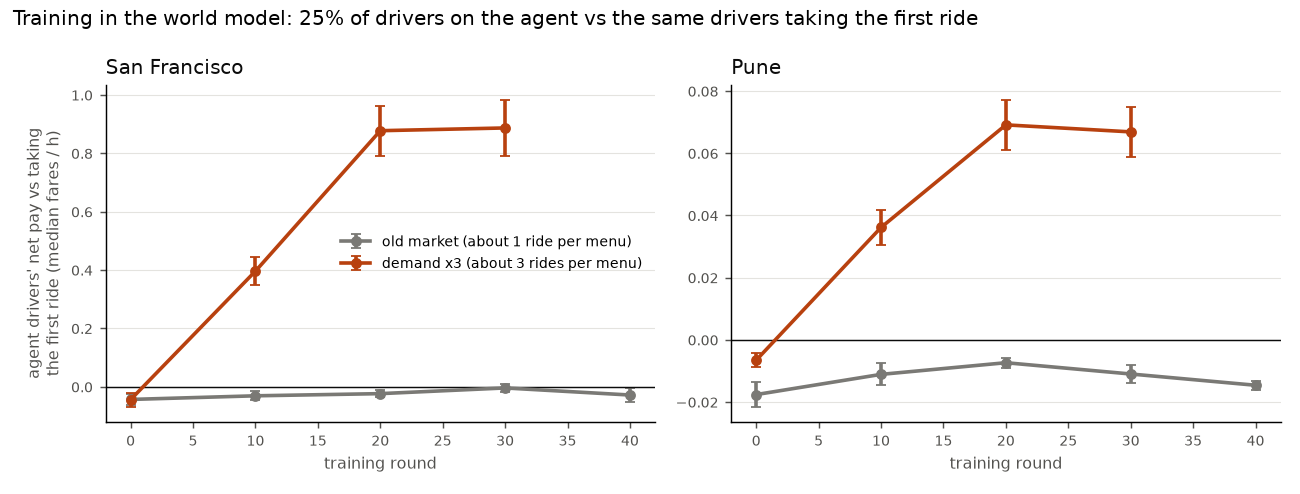 Training in the world model: 25% of drivers on the agent vs the same drivers taking the first ride
San Francisco
agent drivers' net pay vs taking
the first ride (median fares / h)
1.0
0.8
0.6
0.4
0.2
0.0
old market (about 1 ride per menu)
demand x3 (about 3 rides per menu)
0 5 10 15 20 25 30 35 40
training round
Pune
0.08
0.06
0.04
0.02
0.00
−0.02
0 5 10 15 20 25 30 35 40
training round